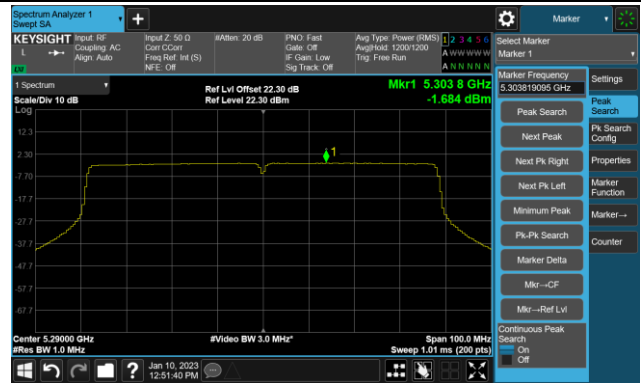 Spectrum Analyzer 1
Swept SA
Marker
KEYSIGHT
L
Input: RF
Coupling: AC
Align: Auto
Input Z: 50 Ω
Corr CCorr
Freq Ref: Int (S)
NFE: Off
#Atten: 20 dB
PNO: Fast
Gate: Off
IF Gain: Low
Sig Track: Off
Avg Type: Power (RMS)
Avg|Hold: 1200/1200
Trig: Free Run
1 2 3 4 5 6
A W W W W W
A N N N N N
Select Marker
Marker 1
1 Spectrum
Scale/Div 10 dB
Log
Ref Lvl Offset 22.30 dB
Ref Level 22.30 dBm
Mkr1 5.303 8 GHz
-1.684 dBm
Marker Frequency
5.303819095 GHz
Settings
Peak Search
Peak
Search
Next Peak
Pk Search
Config
Next Pk Right
Properties
Next Pk Left
Marker
Function
Minimum Peak
Marker→
Pk-Pk Search
Counter
Marker Delta
Mkr→CF
Mkr→Ref Lvl
Continuous Peak
Search
On
Off
12.3
2.30
-7.70
-17.7
-27.7
-37.7
-47.7
-57.7
-67.7
1
Center 5.29000 GHz
#Res BW 1.0 MHz
#Video BW 3.0 MHz*
Span 100.0 MHz
Sweep 1.01 ms (200 pts)
Jan 10, 2023
12:51:40 PM